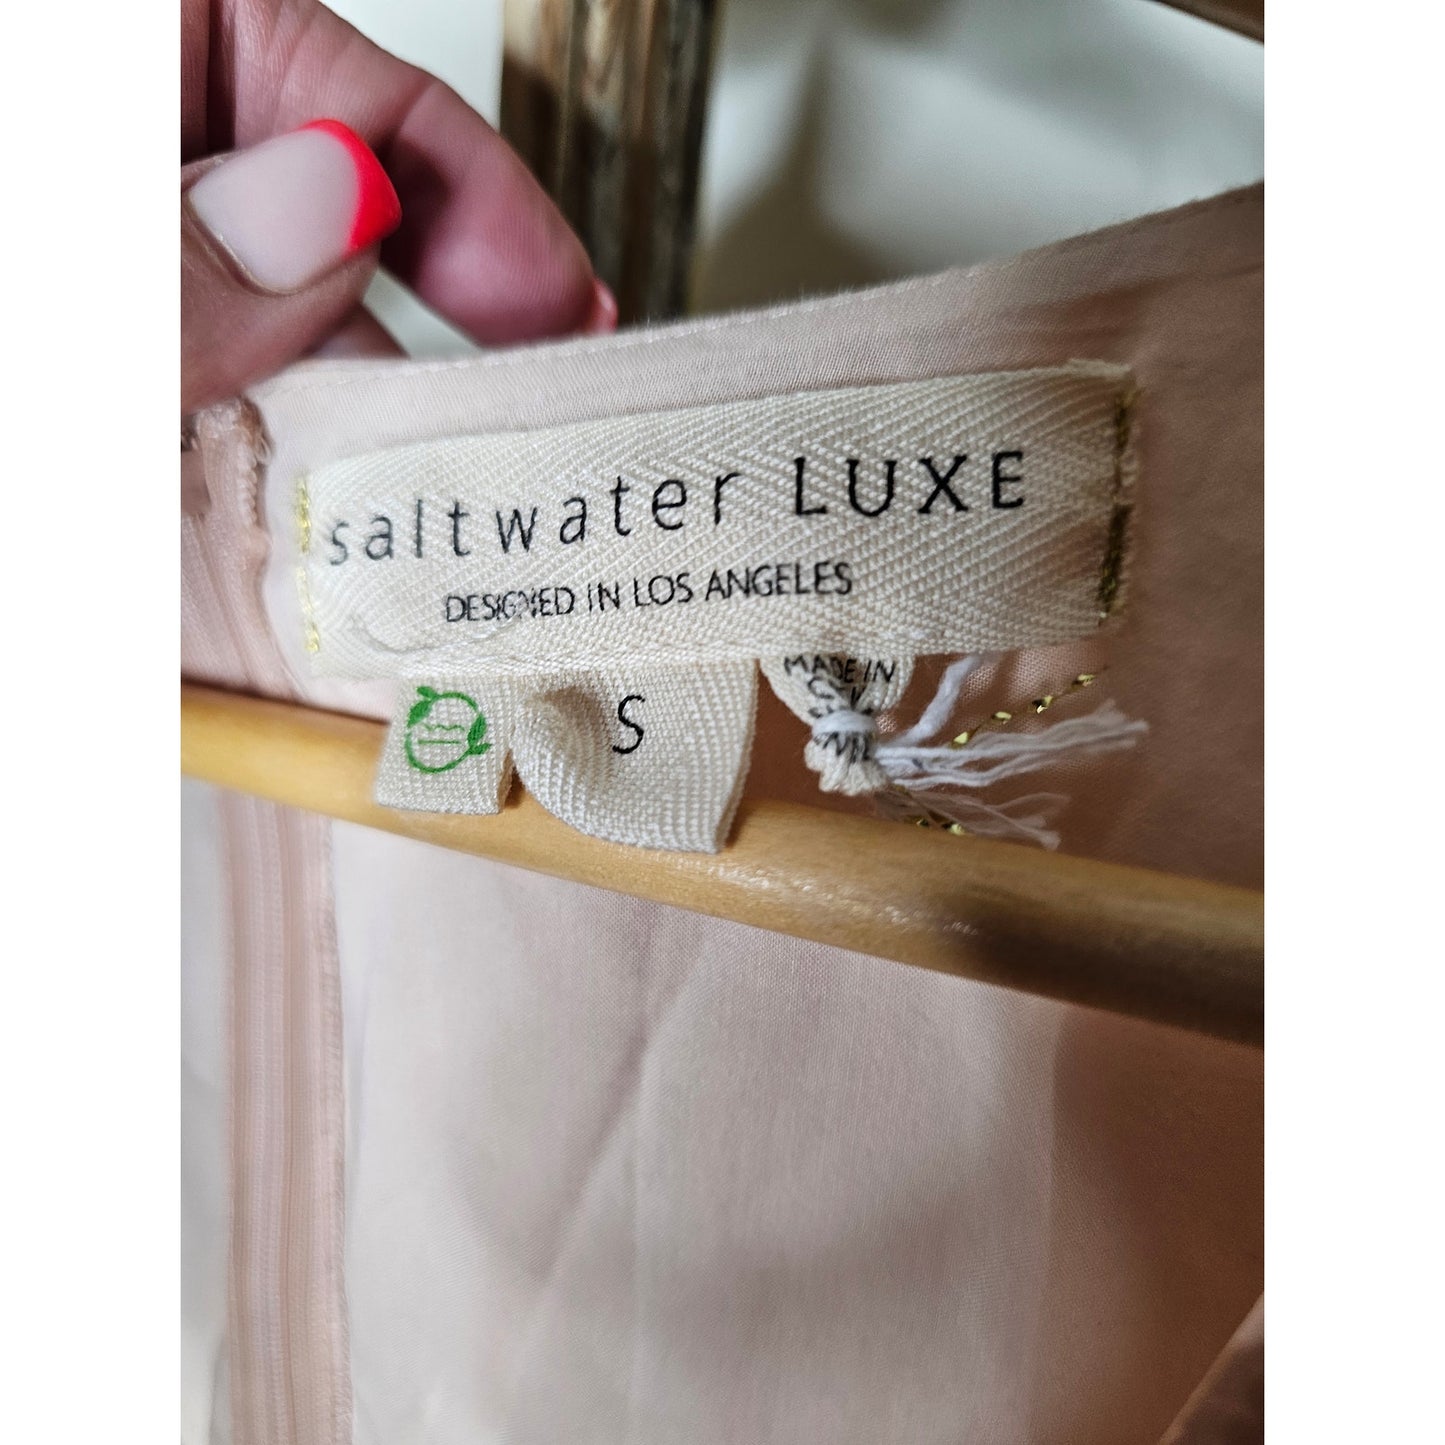 saltwater LUXE
DESIGNED IN LOS ANGELES
S
MADE IN